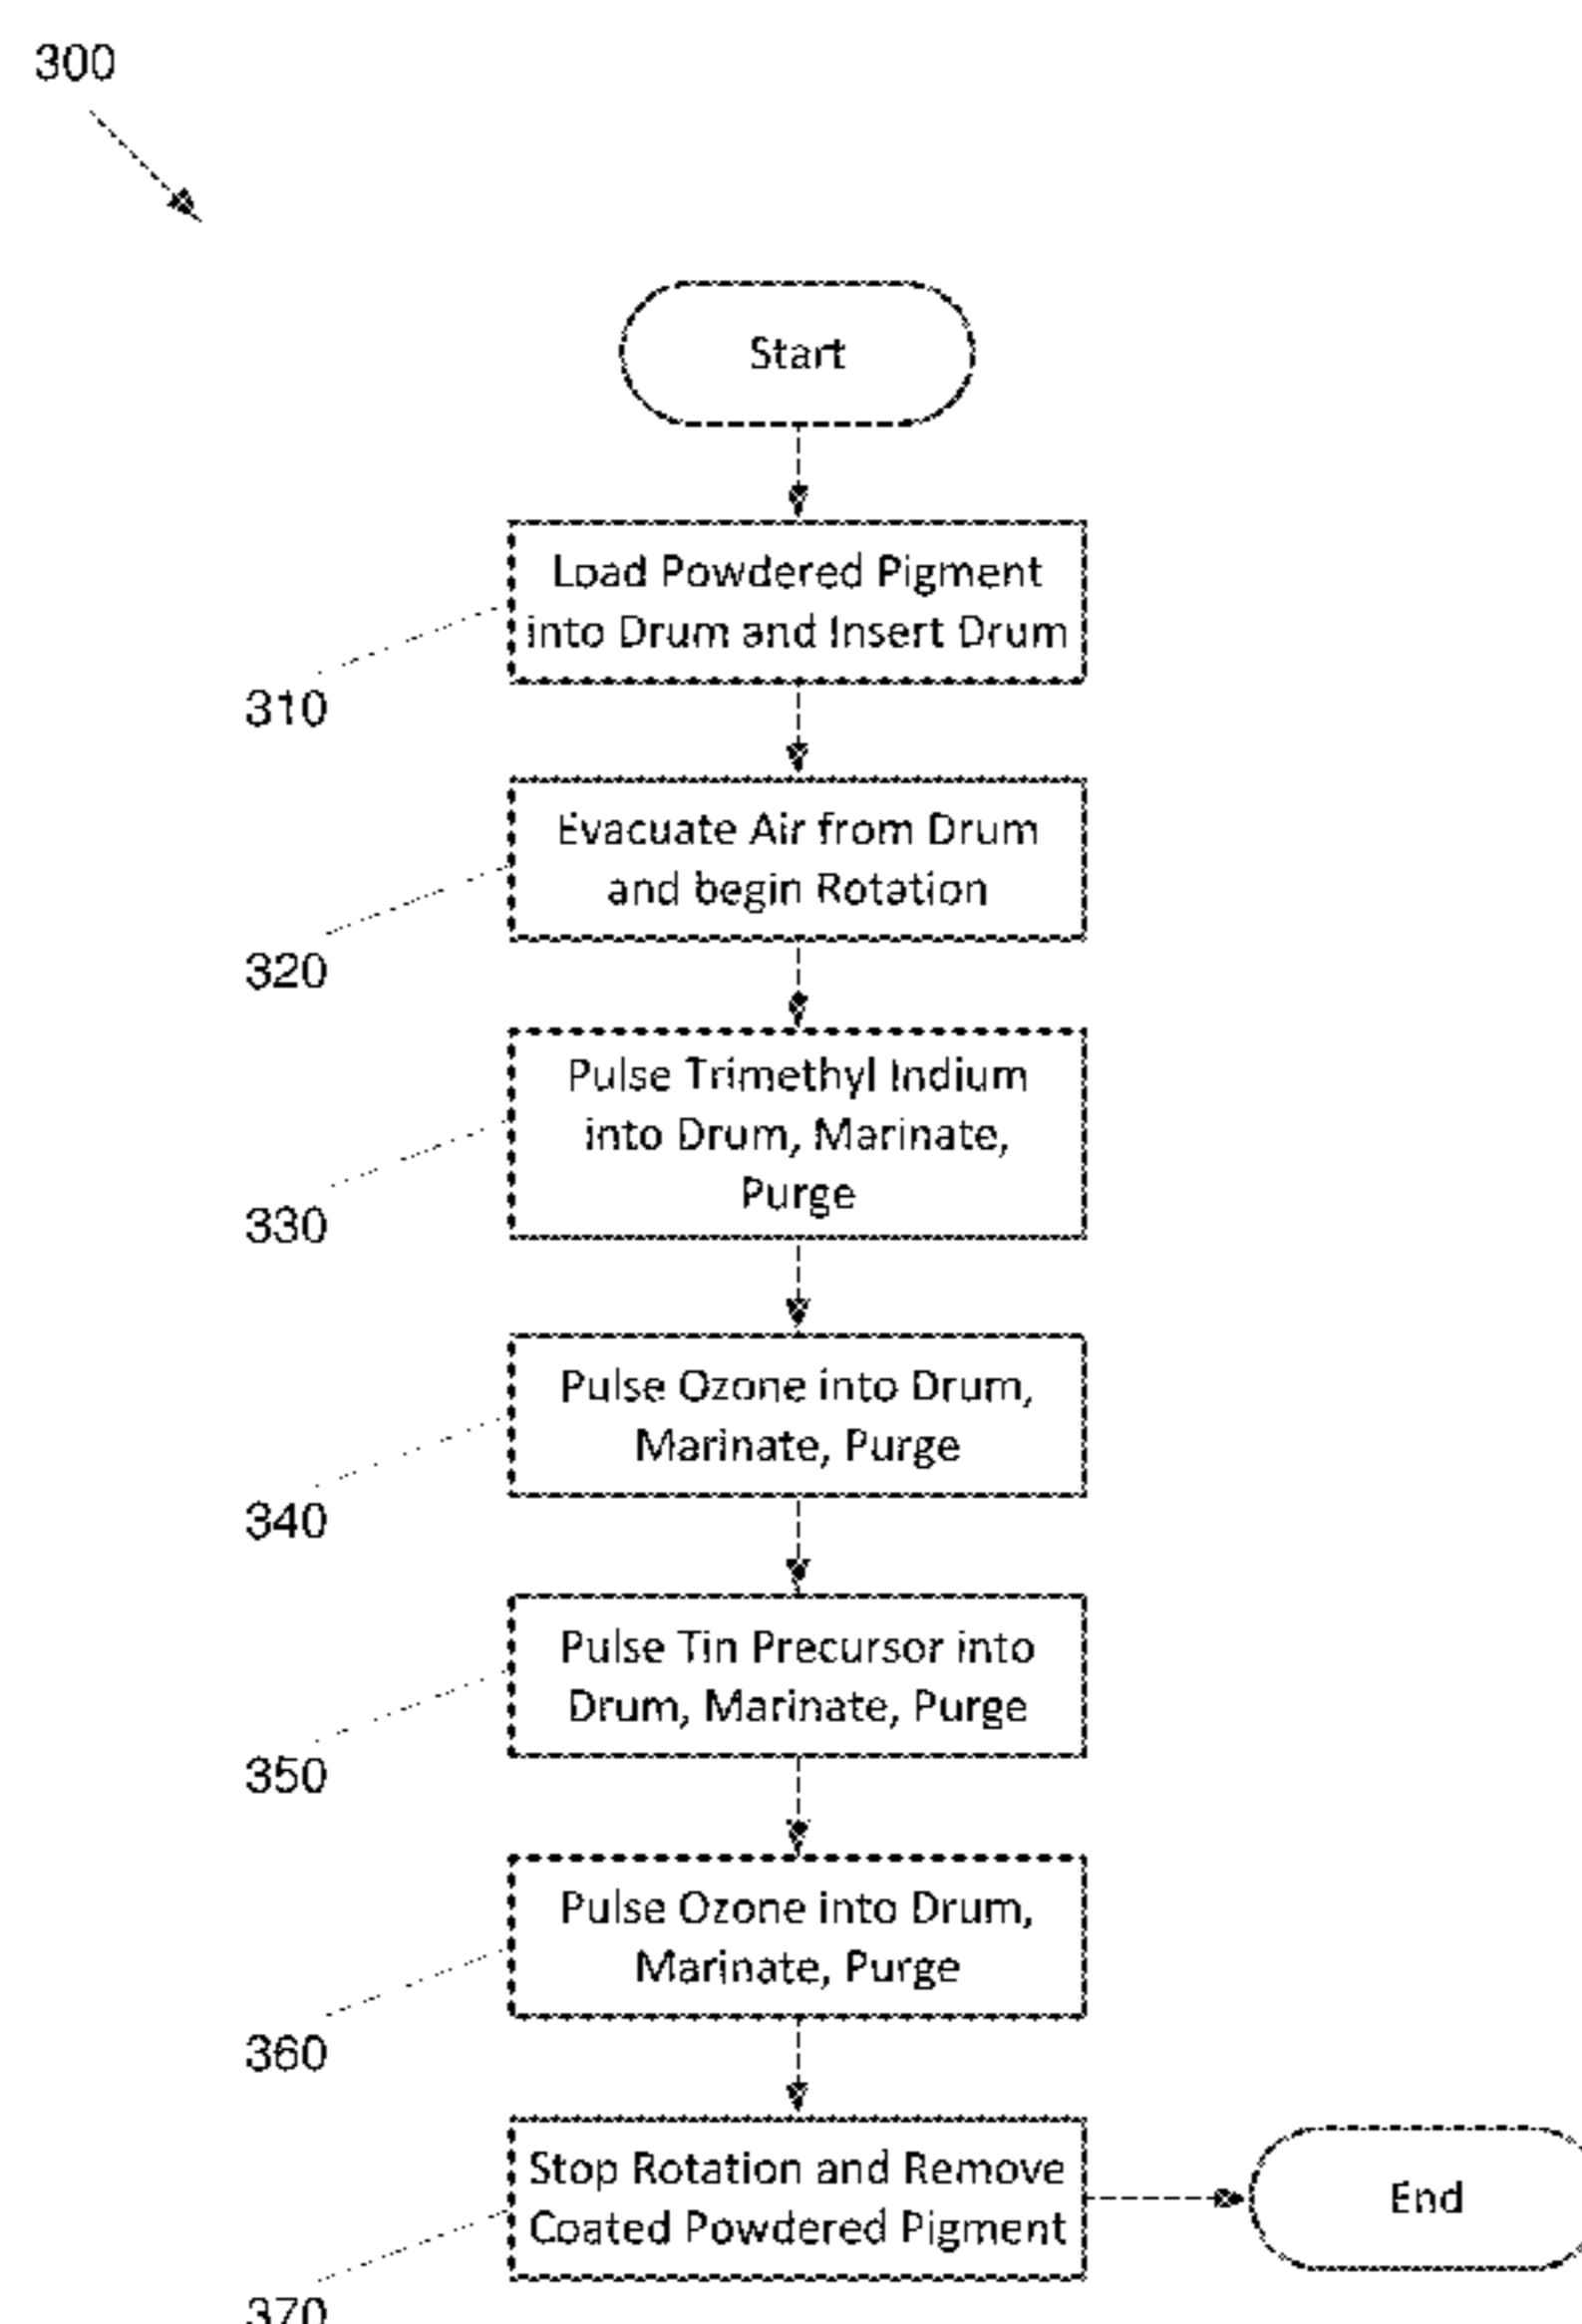 300
Start
Load Powdered Pigment
into Drum and Insert Drum
310
Evacuate Air from Drum
and begin Rotation
320
Pulse Trimethyl Indium
into Drum, Marinate,
Purge
330
Pulse Ozone into Drum,
Marinate, Purge
340
Pulse Tin Precursor into
Drum, Marinate, Purge
350
Pulse Ozone into Drum,
Marinate, Purge
360
Stop Rotation and Remove
Coated Powdered Pigment
End
370